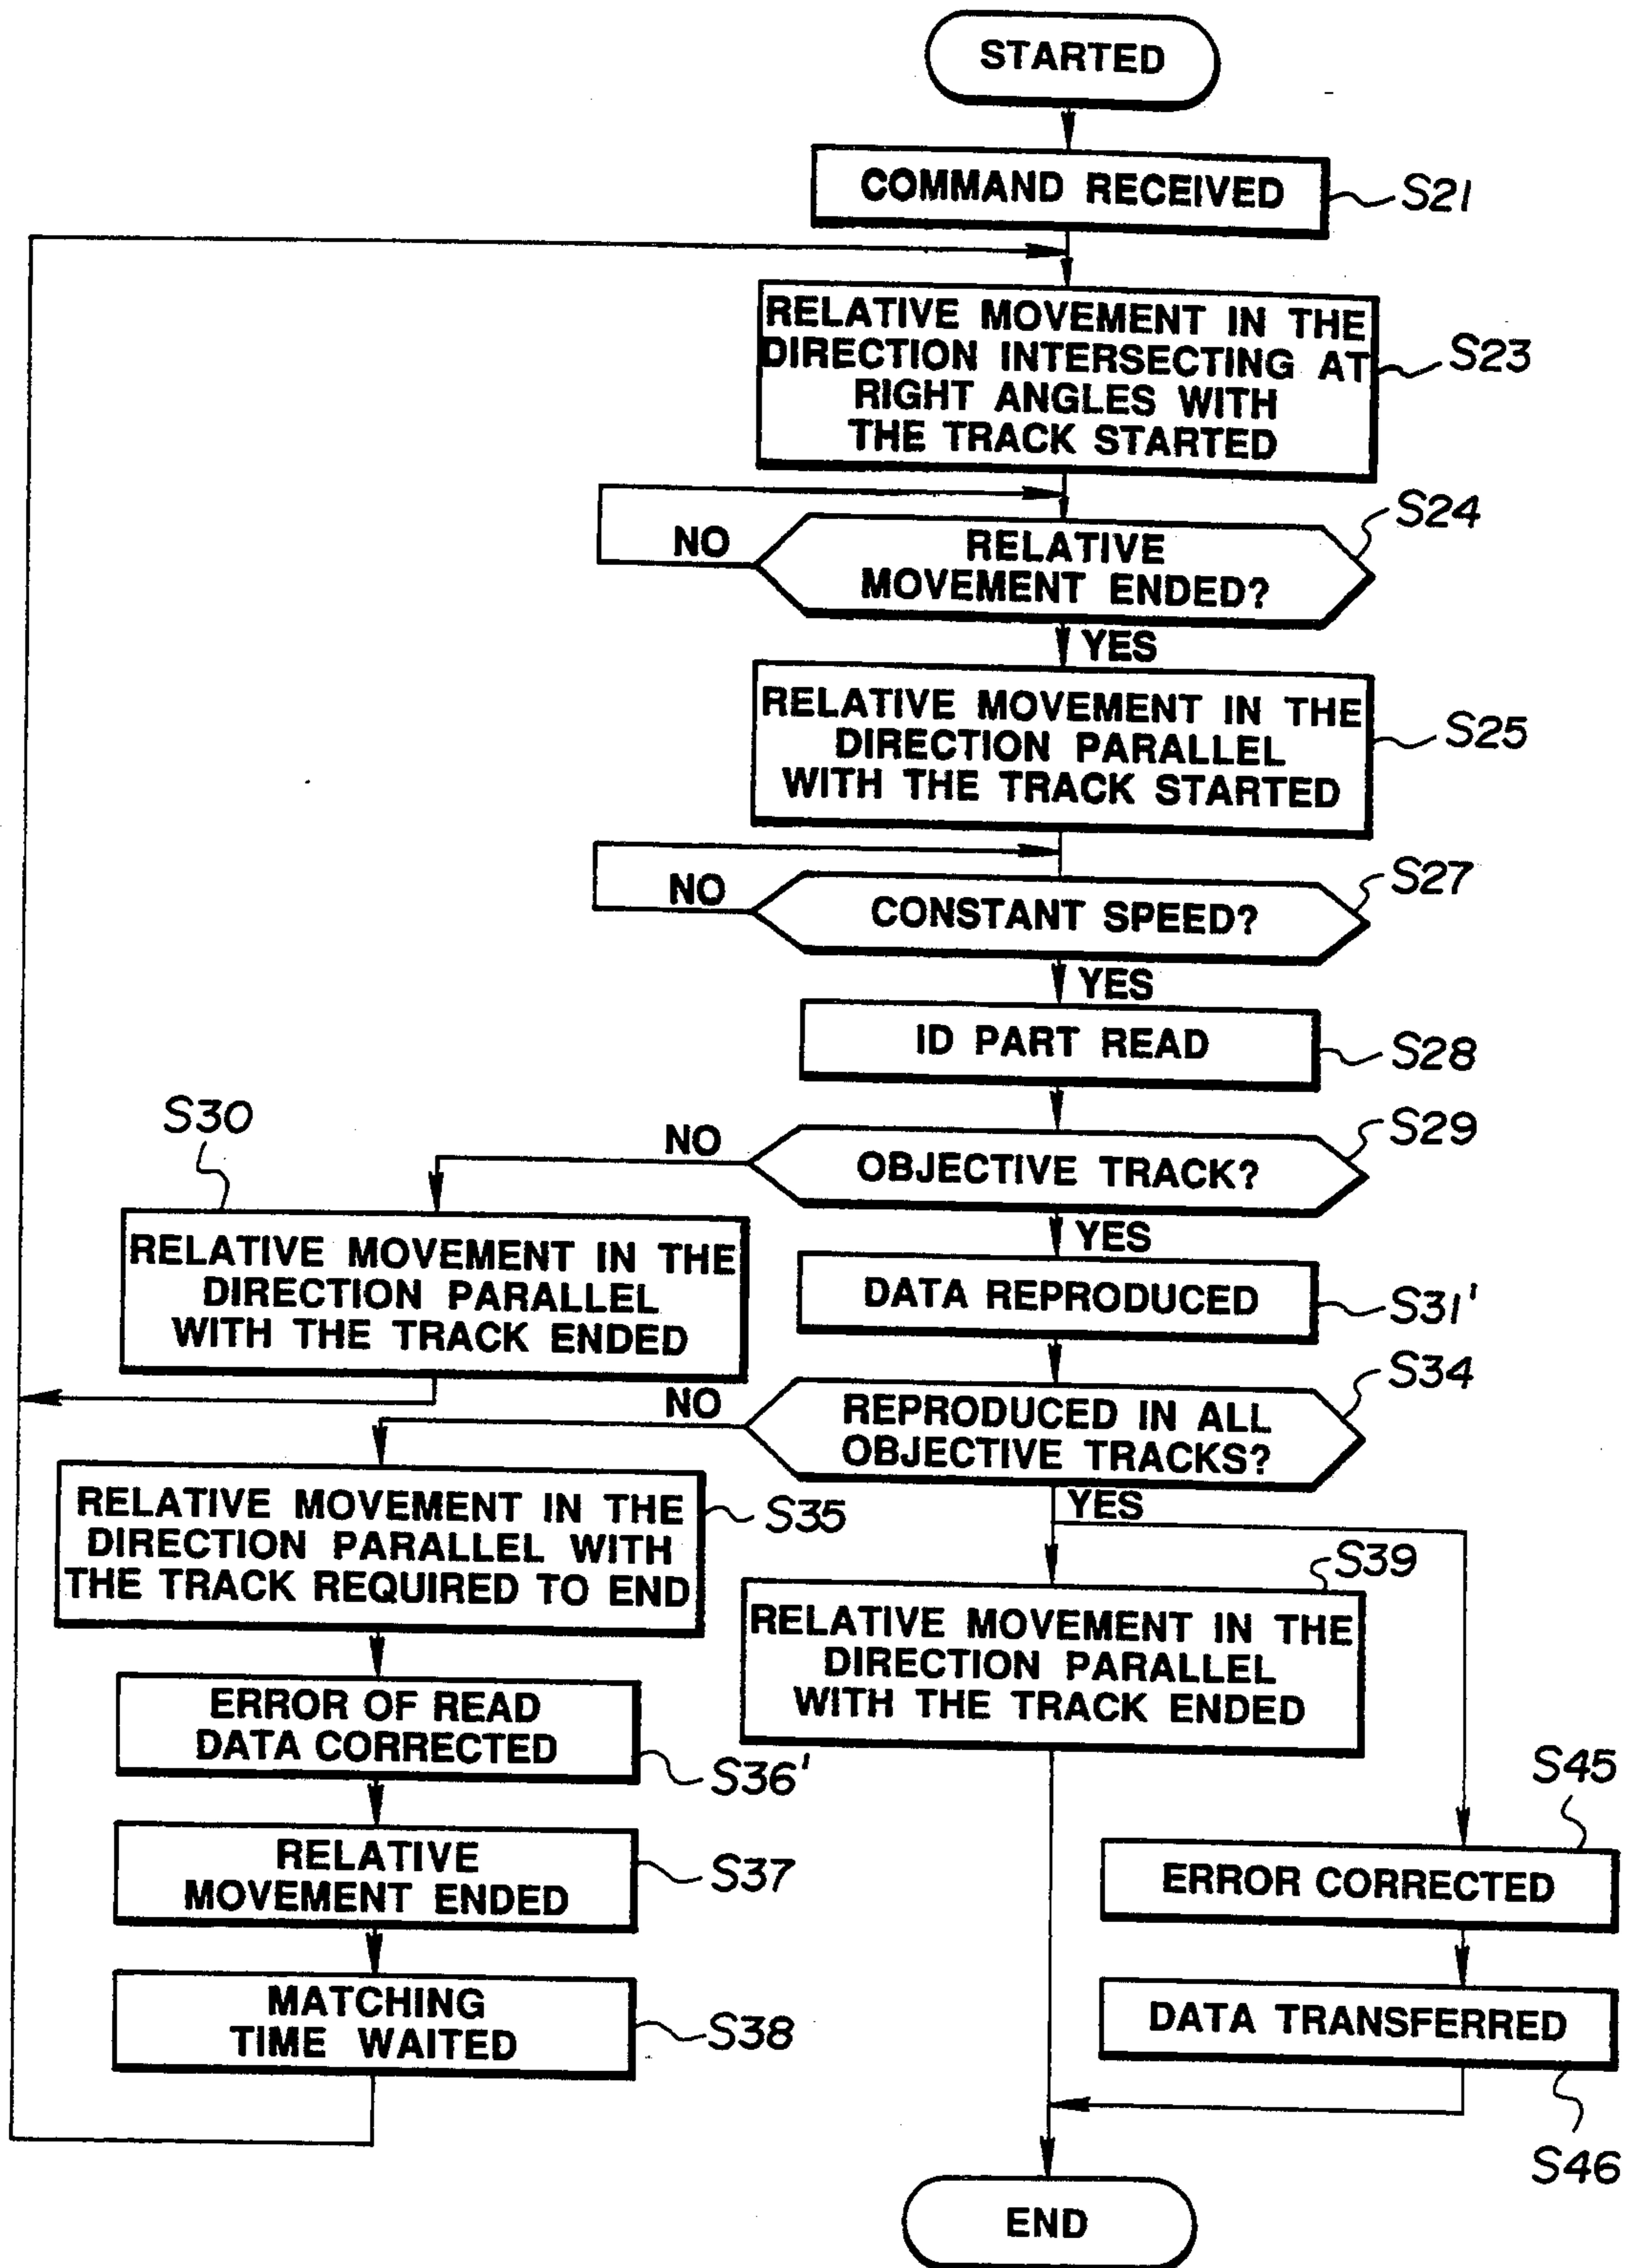 STARTED
COMMAND RECEIVED
S21
RELATIVE MOVEMENT IN THE
DIRECTION INTERSECTING AT
RIGHT ANGLES WITH
THE TRACK STARTED
S23
S24
NO
RELATIVE
MOVEMENT ENDED?
YES
RELATIVE MOVEMENT IN THE
DIRECTION PARALLEL
WITH THE TRACK STARTED
S25
S27
NO
CONSTANT SPEED?
YES
ID PART READ
S28
S30
NO
OBJECTIVE TRACK?
S29
YES
RELATIVE MOVEMENT IN THE
DIRECTION PARALLEL
WITH THE TRACK ENDED
DATA REPRODUCED
S31'
S34
NO
REPRODUCED IN ALL
OBJECTIVE TRACKS?
YES
RELATIVE MOVEMENT IN THE
DIRECTION PARALLEL WITH
THE TRACK REQUIRED TO END
S35
S39
RELATIVE MOVEMENT IN THE
DIRECTION PARALLEL
WITH THE TRACK ENDED
ERROR OF READ
DATA CORRECTED
S36'
S45
RELATIVE
MOVEMENT ENDED
S37
ERROR CORRECTED
MATCHING
TIME WAITED
S38
DATA TRANSFERRED
S46
END